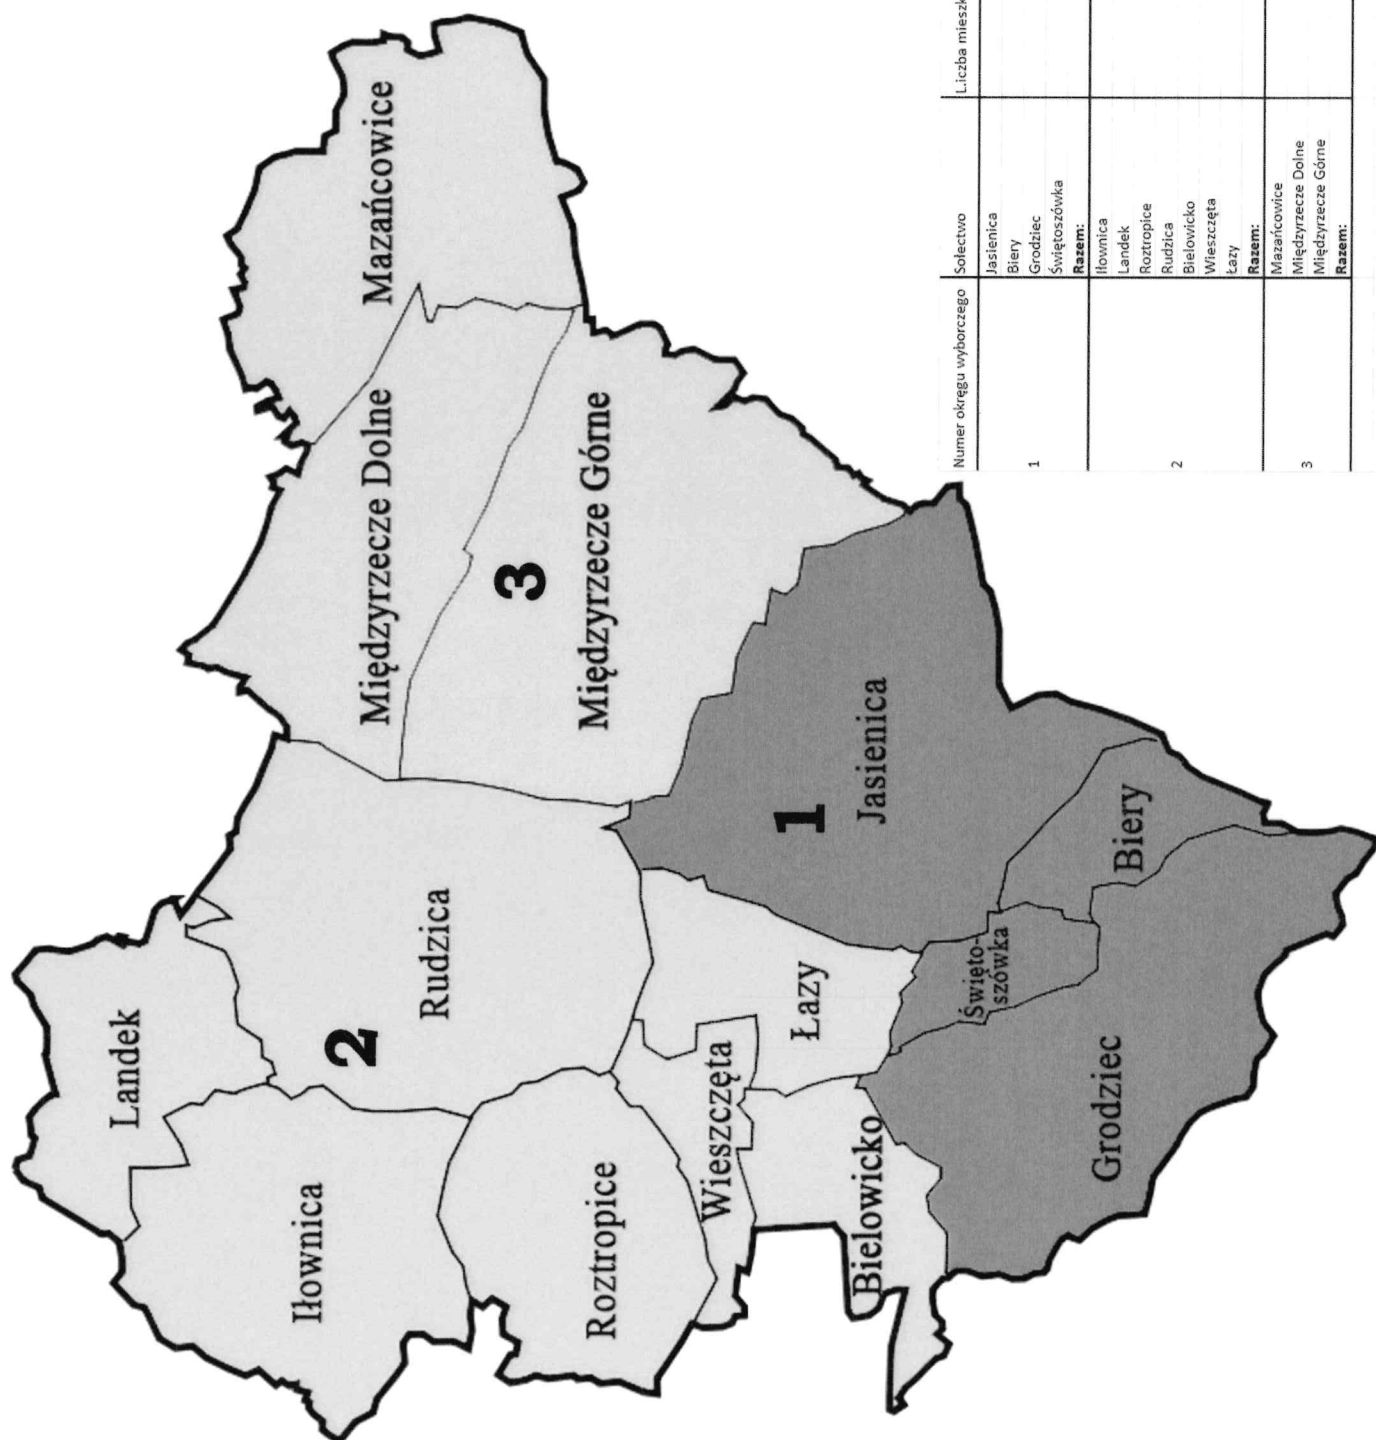 Landek
Iłownica
2
Międzyrzecze Dolne
Mazańcowice
Rudzica
3
Roztropice
Międzyrzecze Górne
Wieszczęta
1
Łazy
Bielowicko
Jasienica
Święto-
szówka
Grodziec
Biery
Numer okręgu wyborczego Sołectwo Liczba mieszk
Jasienica
Biery
1 Grodziec
Świętoszówka
Razem:
Iłownica
Landek
Roztropice
2 Rudzica
Bielowicko
Wieszczęta
Łazy
Razem:
Mazańcowice
3 Międzyrzecze Dolne
Międzyrzecze Górne
Razem: